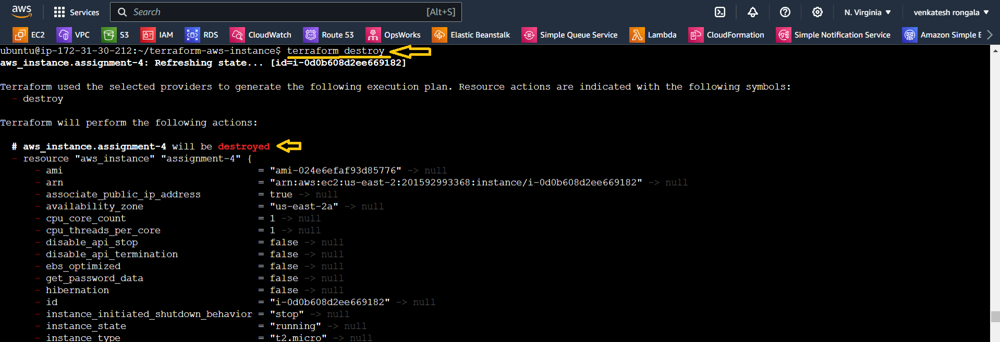 aws Services Search [Alt+S] N. Virginia venkatesh rongala
EC2 VPC S3 IAM RDS CloudWatch Route 53 OpsWorks Elastic Beanstalk Simple Queue Service Lambda CloudFormation Simple Notification Service Amazon Simple E
ubuntu@ip-172-31-30-212:~/terraform-aws-instance$ terraform destroy
aws_instance.assignment-4: Refreshing state... [id=i-0d0b608d2ee669182]
Terraform used the selected providers to generate the following execution plan. Resource actions are indicated with the following symbols:
- destroy
Terraform will perform the following actions:
# aws_instance.assignment-4 will be destroyed
- resource "aws_instance" "assignment-4" {
- ami = "ami-024e6efaf93d85776" -> null
- arn = "arn:aws:ec2:us-east-2:201592993368:instance/i-0d0b608d2ee669182" -> null
- associate_public_ip_address = true -> null
- availability_zone = "us-east-2a" -> null
- cpu_core_count = 1 -> null
- cpu_threads_per_core = 1 -> null
- disable_api_stop = false -> null
- disable_api_termination = false -> null
- ebs_optimized = false -> null
- get_password_data = false -> null
- hibernation = false -> null
- id = "i-0d0b608d2ee669182" -> null
- instance_initiated_shutdown_behavior = "stop" -> null
- instance_state = "running" -> null
- instance_type = "t2.micro" -> null